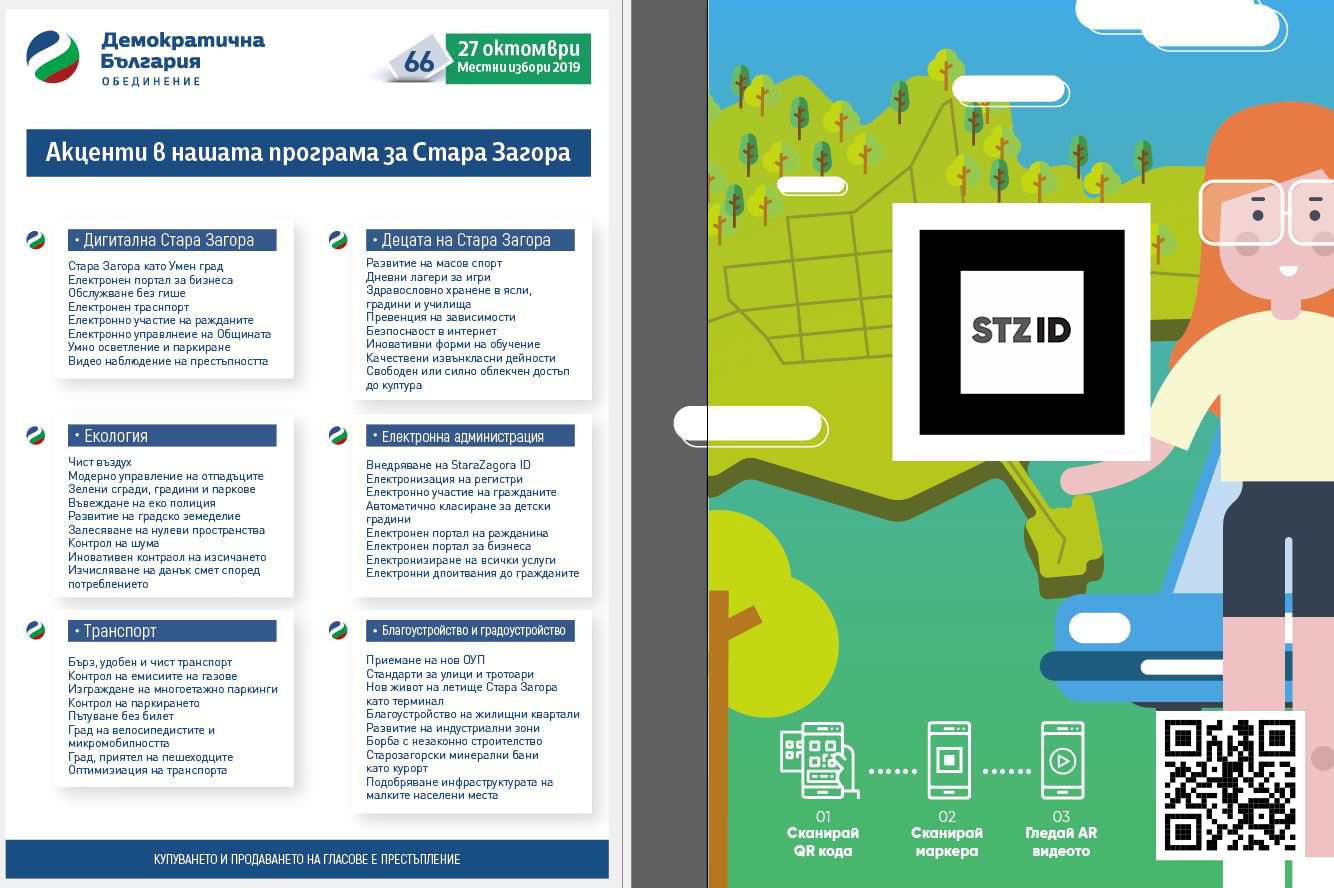 Демократична
България
ОБЕДИНЕНИЕ
66
27 октомври
Местни избори 2019
Акценти в нашата програма за Стара Загора
• Дигитална Стара Загора
Стара Загора като Умен град
Електронен портал за бизнеса
Обслужване без гише
Електронен траснпорт
Електронно участие на ражданите
Електронно управлнеие на Общината
Умно осветление и паркиране
Видео наблюдение на престъпността
• Децата на Стара Загора
Развитие на масов спорт
Дневни лагери за игри
Здравословно хранене в ясли,
градини и училища
Превенция на зависимости
Безпоснаост в интернет
Иновативни форми на обучение
Качествени извънкласни дейности
Свободен или силно облекчен достъп
до култура
• Екология
Чист въздух
Модерно управление на отпадъците
Зелени сгради, градини и паркове
Въвеждане на еко полиция
Развитие на градско земеделие
Залесяване на нулеви пространства
Контрол на шума
Иновативен контраол на изсичането
Изчисляване на данък смет според
потреблението
• Електронна администрация
Внедряване на StaraZagora ID
Електронизация на регистри
Електронно участие на гражданите
Автоматично класиране за детски
градини
Електронен портал на ражданина
Електронен портал за бизнеса
Електронизиране на всички услуги
Електронни дпоитвания до гражданите
• Транспорт
Бърз, удобен и чист транспорт
Контрол на емисиите на газове
Изграждане на многоетажно паркинги
Контрол на паркирането
Пътуване без билет
Град на велосипедистите и
микромобилността
Град, приятел на пешеходците
Оптимизиация на транспорта
• Благоустройство и градоустройство
Приемане на нов ОУП
Стандарти за улици и тротоари
Нов живот на летище Стара Загора
като терминал
Благоустройство на жилищни квартали
Развитие на индустриални зони
Борба с незаконно строителство
Старозагорски минерални бани
като курорт
Подобряване инфраструктурата на
малките населени места
КУПУВАНЕТО И ПРОДАВАНЕТО НА ГЛАСОВЕ Е ПРЕСТЪПЛЕНИЕ
STZ ID
01
Сканирай
QR кода
02
Сканирай
маркера
03
Гледай AR
видеото